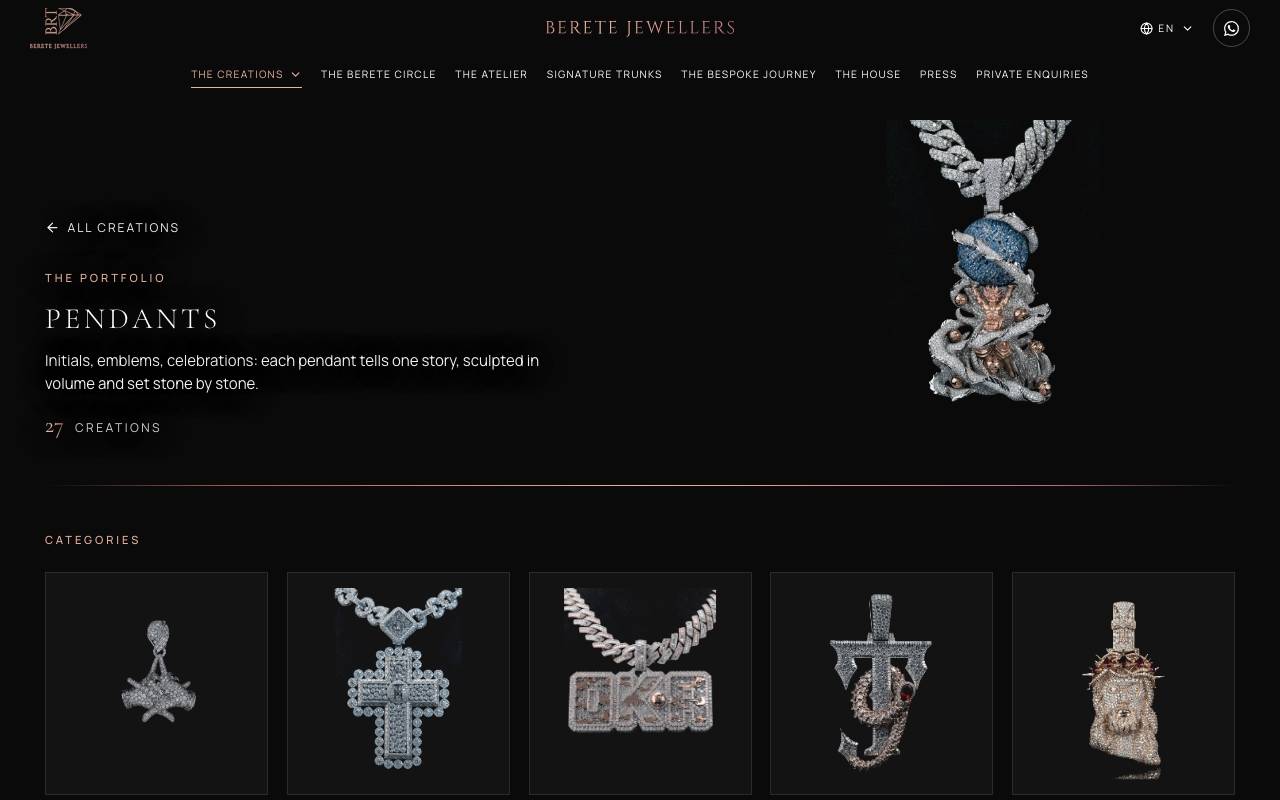 BRT
BERETE JEWELLERS
BERETE JEWELLERS
EN
THE CREATIONS
THE BERETE CIRCLE
THE ATELIER
SIGNATURE TRUNKS
THE BESPOKE JOURNEY
THE HOUSE
PRESS
PRIVATE ENQUIRIES
ALL CREATIONS
THE PORTFOLIO
PENDANTS
Initials, emblems, celebrations: each pendant tells one story, sculpted in
volume and set stone by stone.
27 CREATIONS
CATEGORIES